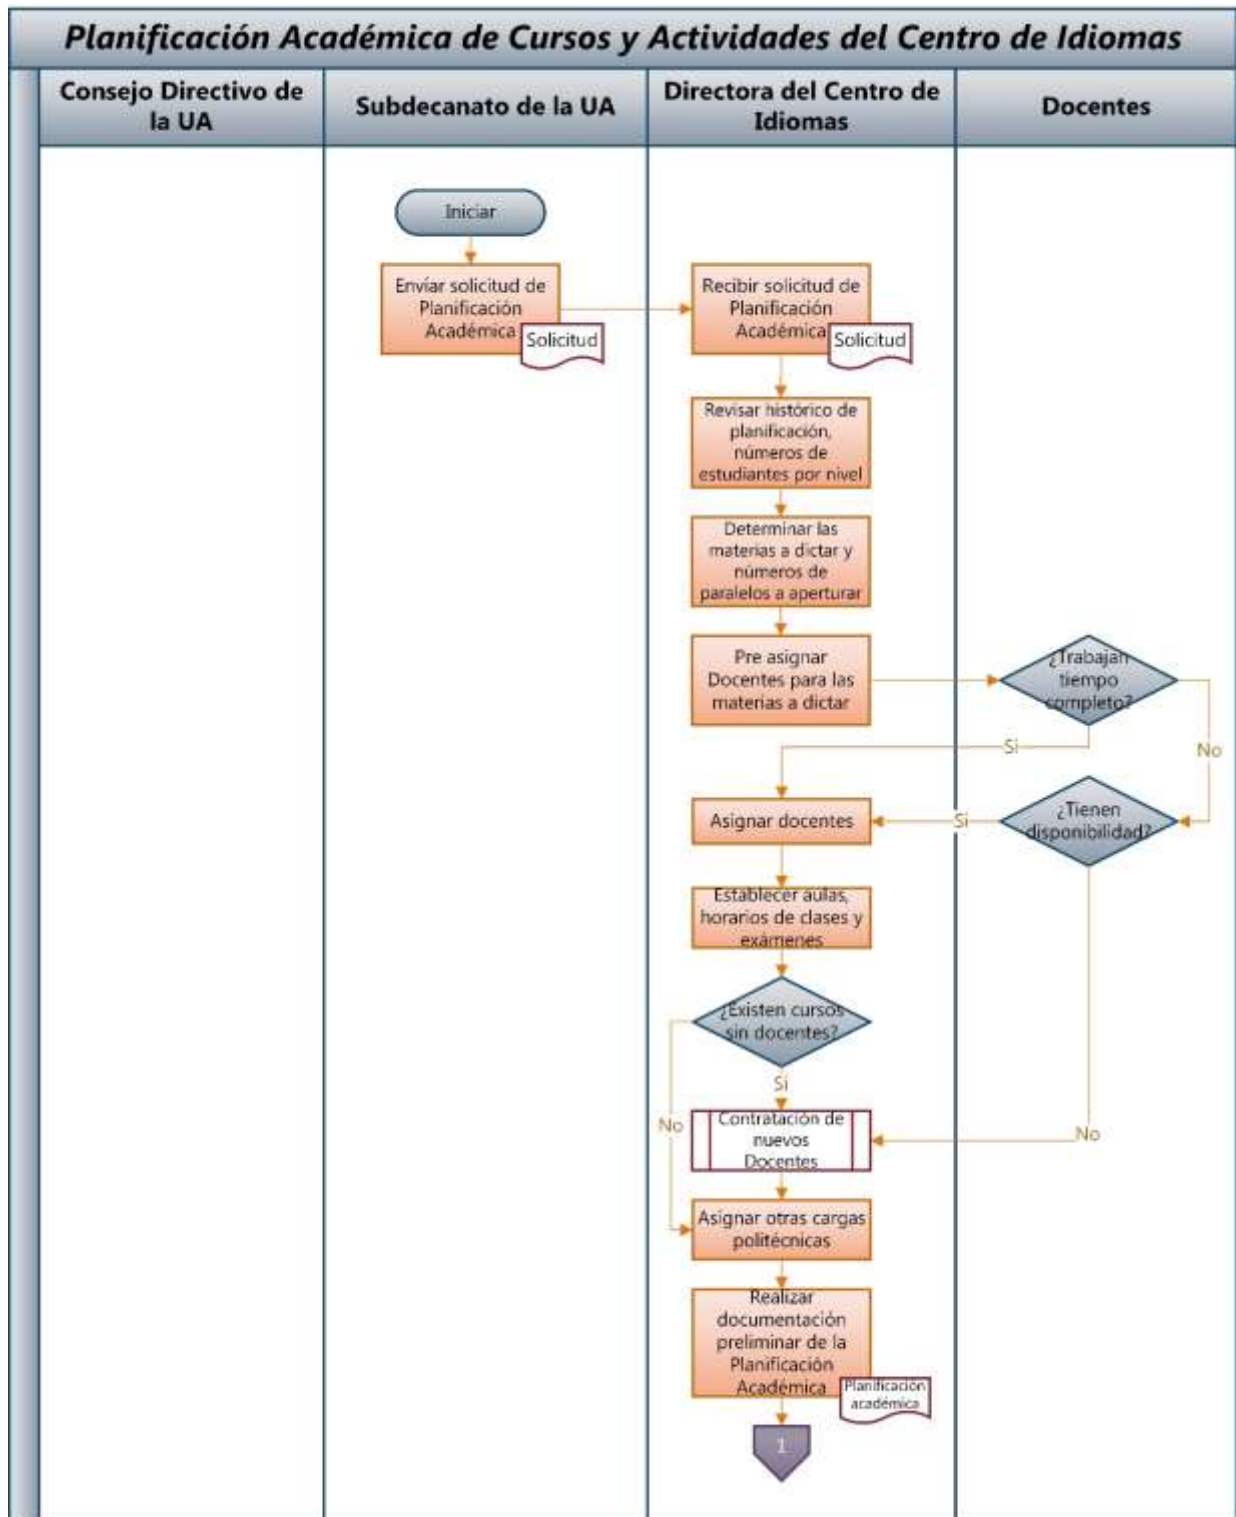 Planificación Académica de Cursos y Actividades del Centro de Idiomas
Consejo Directivo de
la UA
Subdecanato de la UA
Directora del Centro de
Idiomas
Docentes
Iniciar
Envíar solicitud de
Planificación
Académica
Solicitud
Recibir solicitud de
Planificación
Académica
Solicitud
Revisar histórico de
planificación,
números de
estudiantes por nivel
Determinar las
materias a dictar y
números de
paralelos a aperturar
Pre asignar
Docentes para las
materias a dictar
¿Trabajan
tiempo
completo?
Si
No
Asignar docentes
Si
¿Tienen
disponibilidad?
Establecer aulas,
horarios de clases y
exámenes
¿Existen cursos
sin docentes?
Si
No
Contratación de
nuevos
Docentes
No
Asignar otras cargas
politécnicas
Realizar
documentación
preliminar de la
Planificación
Académica
Planificación
académica
1